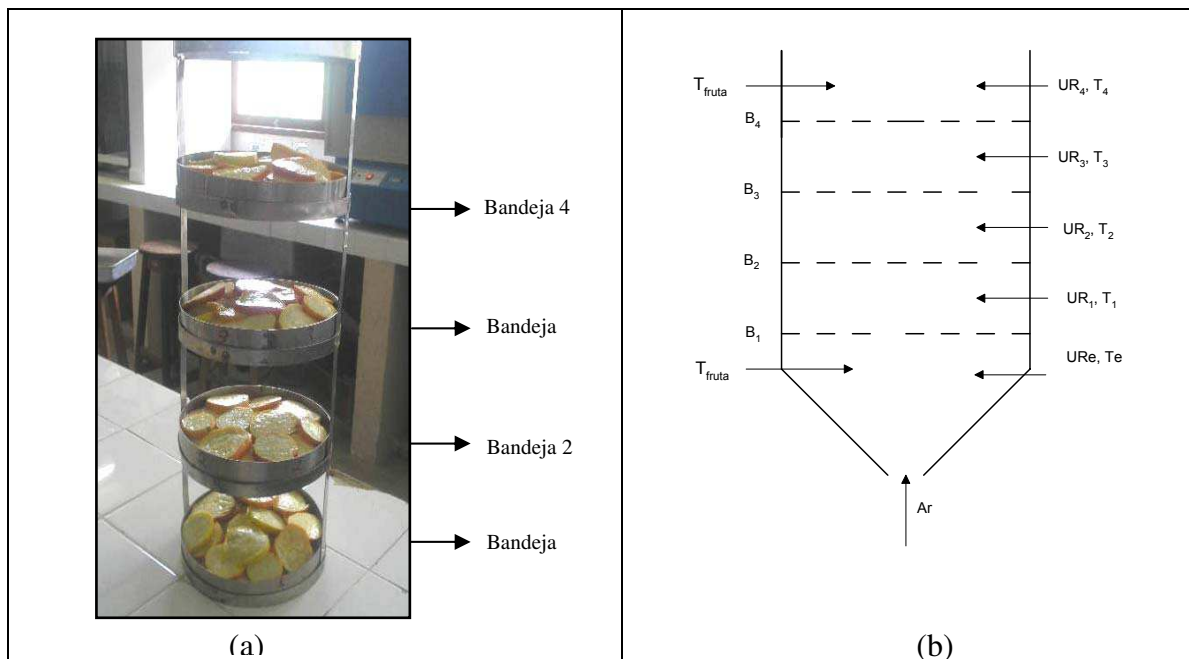 Bandeja 4
Bandeja
Bandeja 2
Bandeja
(a)
T_fruta
UR_4, T_4
B_4
UR_3, T_3
B_3
UR_2, T_2
B_2
UR_1, T_1
B_1
URe, Te
T_fruta
Ar
(b)